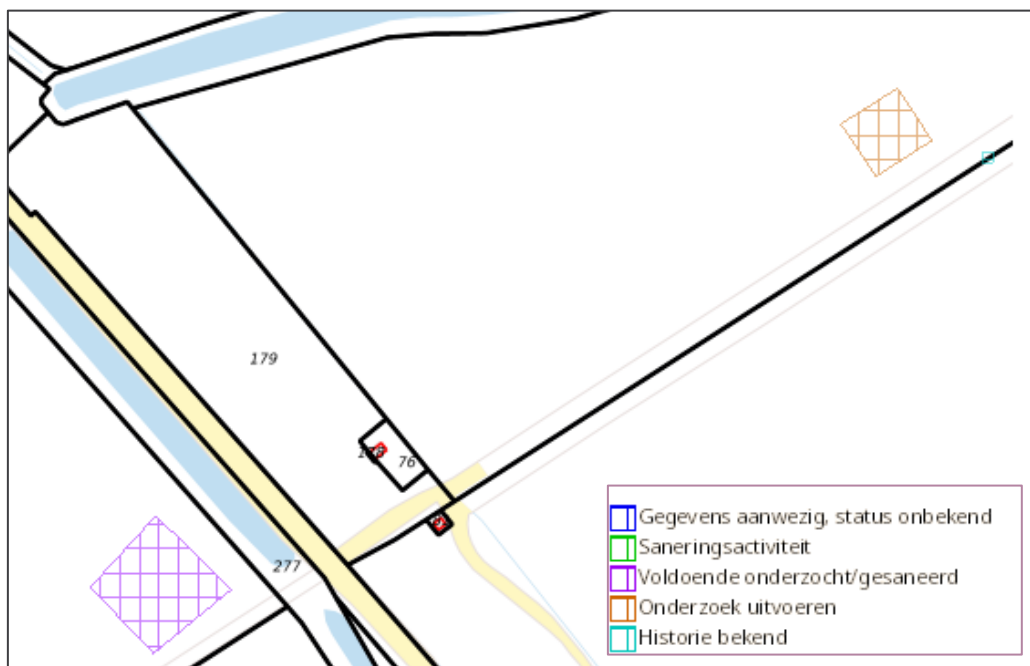 179
76
277
Gegevens aanwezig, status onbekend
Saneringsactiviteit
Voldoende onderzocht/gesaneerd
Onderzoek uitvoeren
Historie bekend